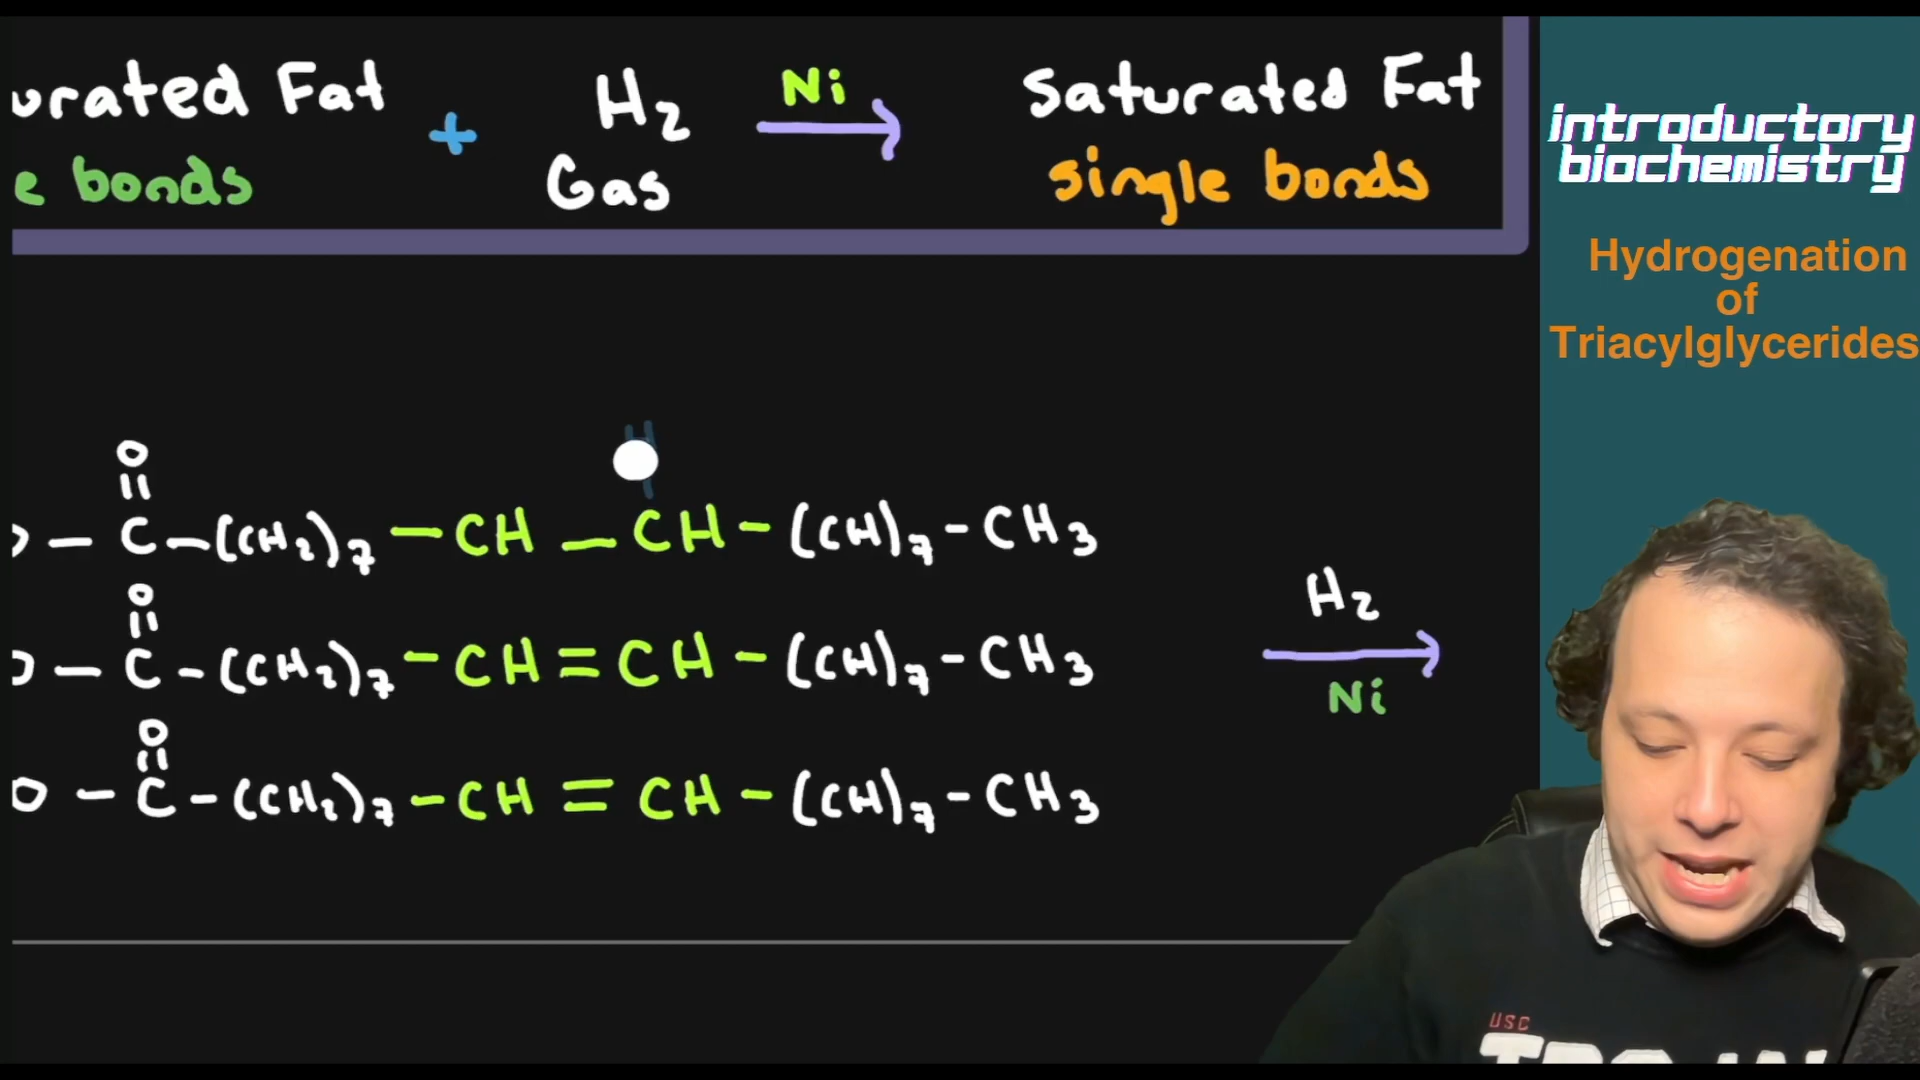 urated Fat + H2 Ni → Saturated Fat
e bonds Gas single bonds
introductory
biochemistry
Hydrogenation
of
Triacylglycerides
H
O
||
O — C — (CH2)7 — CH — CH — (CH)7 — CH3
O
||
O — C — (CH2)7 — CH = CH — (CH)7 — CH3
O
||
O — C — (CH2)7 — CH = CH — (CH)7 — CH3
H2
→
Ni
USC